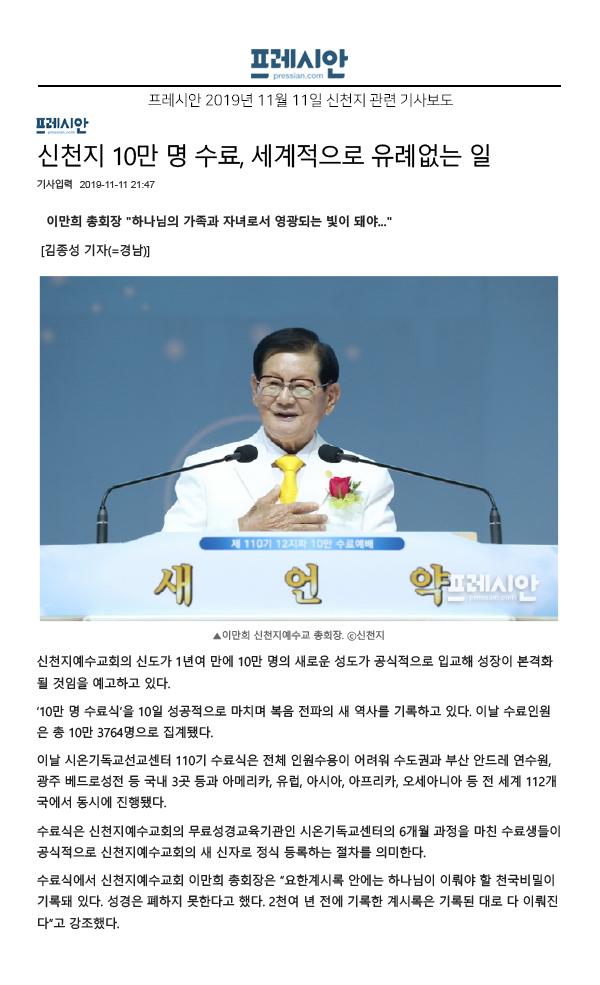 프레시안
pressian.com
프레시안 2019년 11월 11일 신천지 관련 기사보도
프레시안
pressian.com
신천지 10만 명 수료, 세계적으로 유례없는 일
기사입력 2019-11-11 21:47
이만희 총회장 "하나님의 가족과 자녀로서 영광되는 빛이 돼야..."
[김종성 기자(=경남)]
제 110기 12지파 10만 수료예배
새 언 약
프레시안
pressian.com
▲이만희 신천지예수교 총회장. ⓒ신천지
신천지예수교회의 신도가 1년여 만에 10만 명의 새로운 성도가 공식적으로 입교해 성장이 본격화
될 것임을 예고하고 있다.
‘10만 명 수료식’을 10일 성공적으로 마치며 복음 전파의 새 역사를 기록하고 있다. 이날 수료인원
은 총 10만 3764명으로 집계됐다.
이날 시온기독교선교센터 110기 수료식은 전체 인원수용이 어려워 수도권과 부산 안드레 연수원,
광주 베드로성전 등 국내 3곳 등과 아메리카, 유럽, 아시아, 아프리카, 오세아니아 등 전 세계 112개
국에서 동시에 진행됐다.
수료식은 신천지예수교회의 무료성경교육기관인 시온기독교센터의 6개월 과정을 마친 수료생들이
공식적으로 신천지예수교회의 새 신자로 정식 등록하는 절차를 의미한다.
수료식에서 신천지예수교회 이만희 총회장은 “요한계시록 안에는 하나님이 이뤄야 할 천국비밀이
기록돼 있다. 성경은 폐하지 못한다고 했다. 2천여 년 전에 기록한 계시록은 기록된 대로 다 이뤄진
다”고 강조했다.